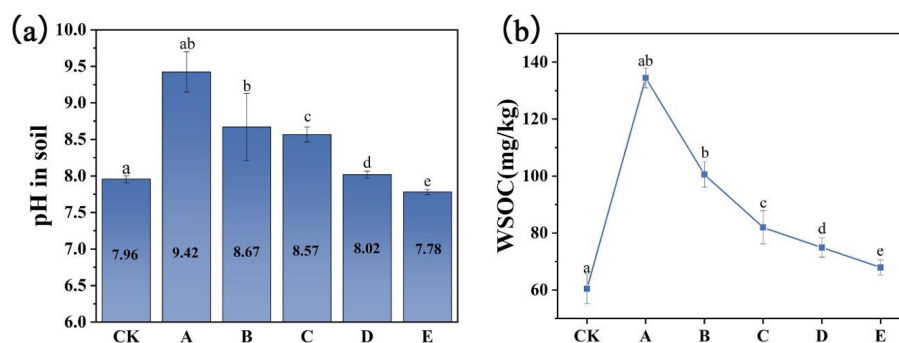 (a)
pH in soil
10.0
9.5
9.0
8.5
8.0
7.5
7.0
6.5
6.0
a
ab
b
c
d
e
7.96
9.42
8.67
8.57
8.02
7.78
CK A B C D E
(b)
WSOC(mg/kg)
140
120
100
80
60
a
ab
b
c
d
e
CK A B C D E